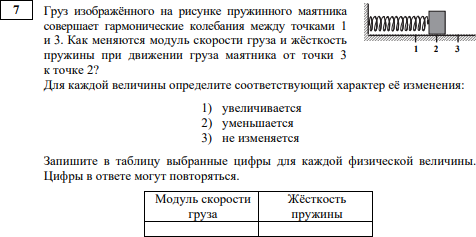 7
Груз изображённого на рисунке пружинного маятника
совершает гармонические колебания между точками 1
и 3. Как меняются модуль скорости груза и жёсткость
пружины при движении груза маятника от точки 3
к точке 2?
1 2 3
Для каждой величины определите соответствующий характер её изменения:
1) увеличивается
2) уменьшается
3) не изменяется
Запишите в таблицу выбранные цифры для каждой физической величины.
Цифры в ответе могут повторяться.
Модуль скорости Жёсткость
груза пружины